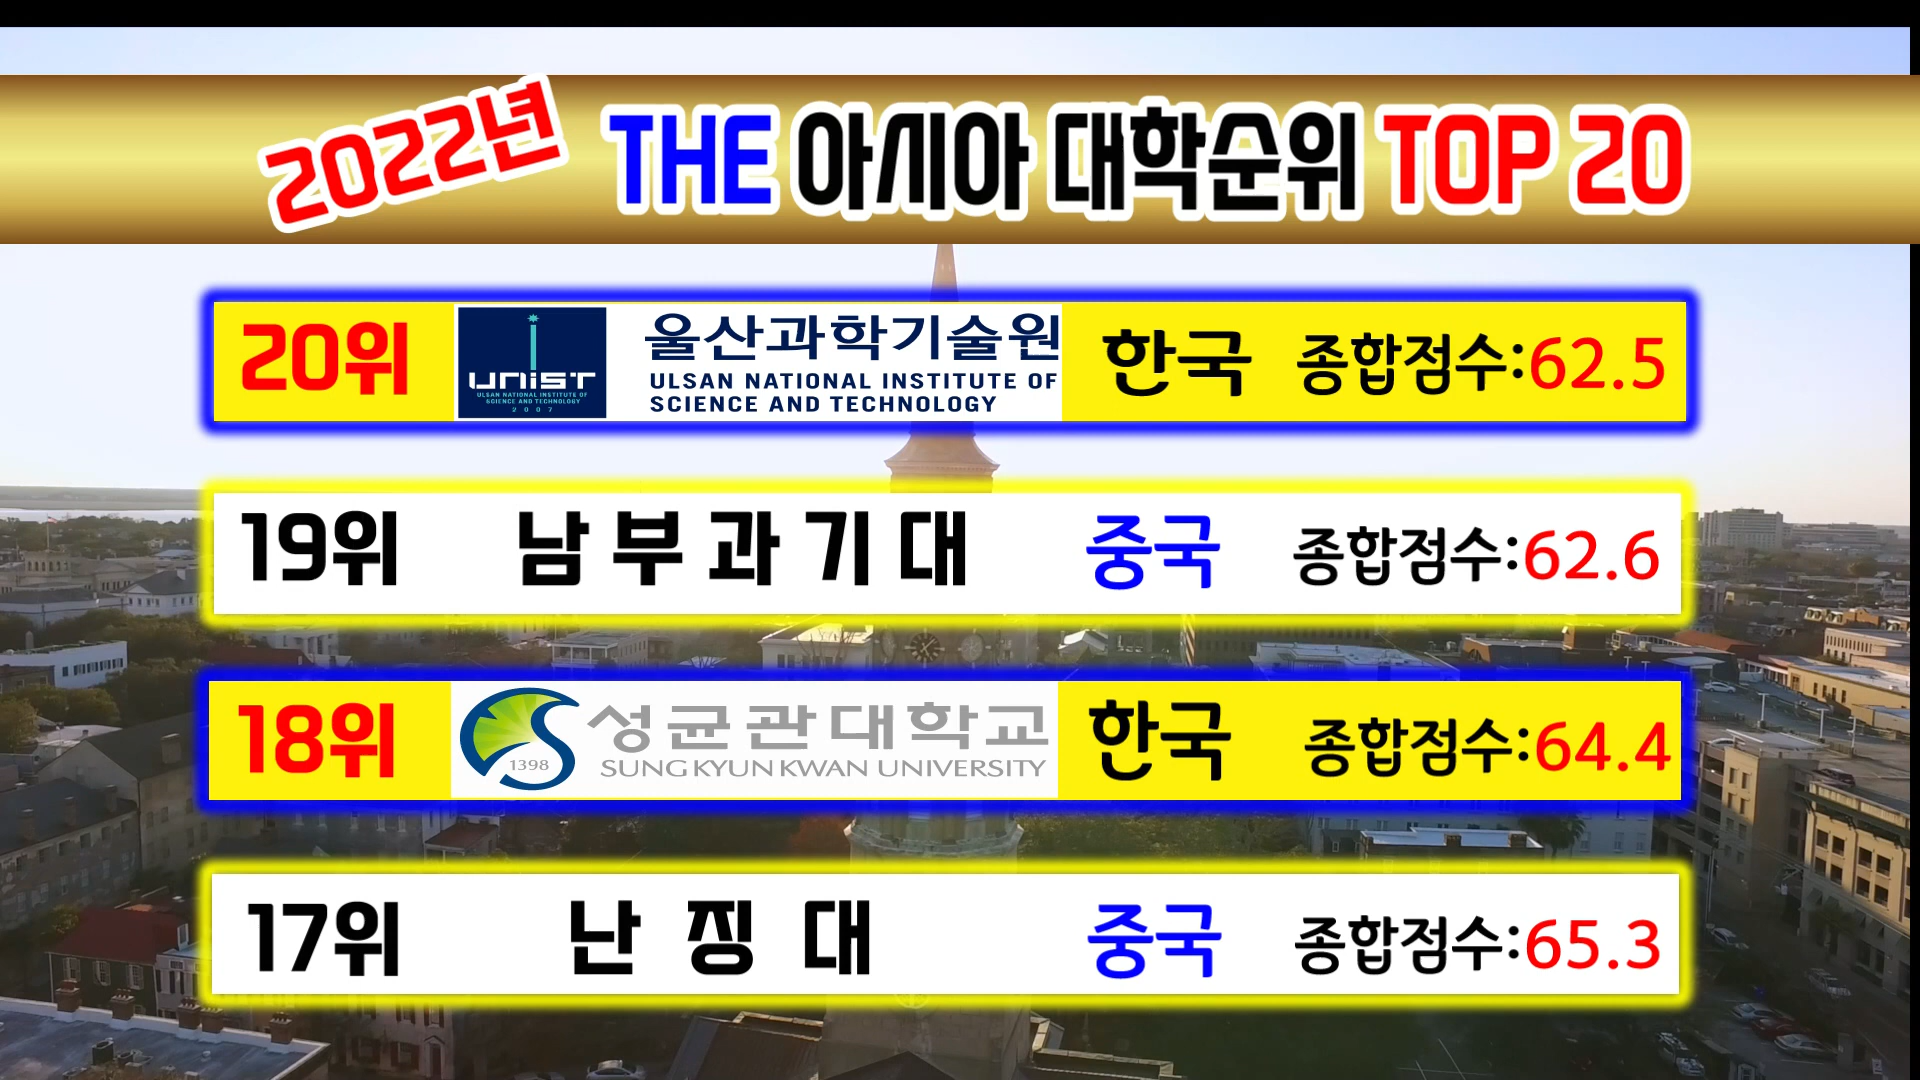 2022년 THE 아시아 대학순위 TOP 20
20위 UNIST ULSAN NATIONAL INSTITUTE OF SCIENCE AND TECHNOLOGY 2007 울산과학기술원 ULSAN NATIONAL INSTITUTE OF SCIENCE AND TECHNOLOGY 한국 종합점수:62.5
19위 남부과기대 중국 종합점수:62.6
18위 1398 성균관대학교 SUNGKYUNKWAN UNIVERSITY 한국 종합점수:64.4
17위 난징대 중국 종합점수:65.3